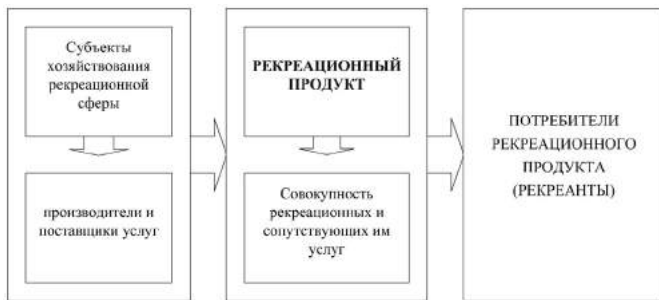 Субъекты
хозяйствования
рекреационной
сферы
производители и
поставщики услуг
РЕКРЕАЦИОННЫЙ
ПРОДУКТ
Совокупность
рекреационных и
сопутствующих им
услуг
ПОТРЕБИТЕЛИ
РЕКРЕАЦИОННОГО
ПРОДУКТА
(РЕКРЕАНТЫ)